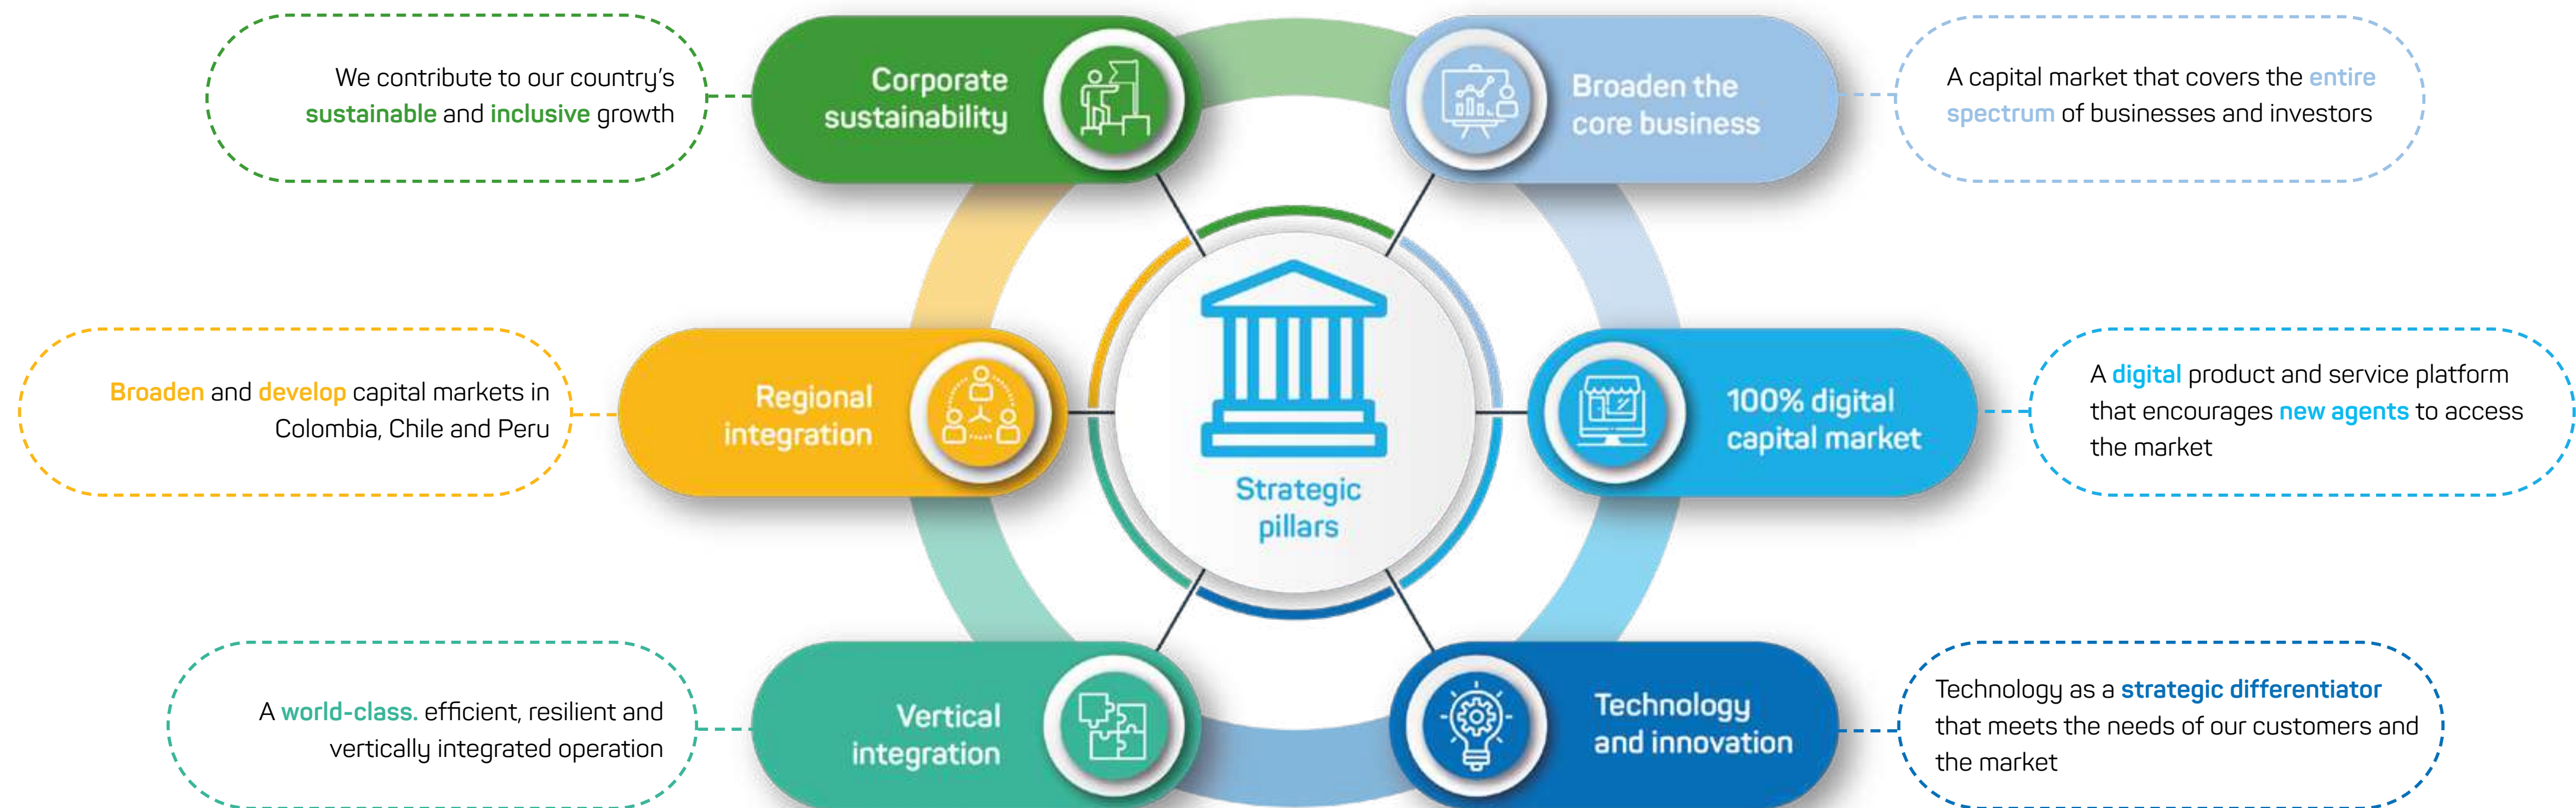 We contribute to our country's
sustainable and inclusive growth
Corporate
sustainability
Broaden the
core business
A capital market that covers the entire
spectrum of businesses and investors
Broaden and develop capital markets in
Colombia, Chile and Peru
Regional
integration
Strategic
pillars
100% digital
capital market
A digital product and service platform
that encourages new agents to access
the market
A world-class. efficient, resilient and
vertically integrated operation
Vertical
integration
Technology
and innovation
Technology as a strategic differentiator
that meets the needs of our customers and
the market